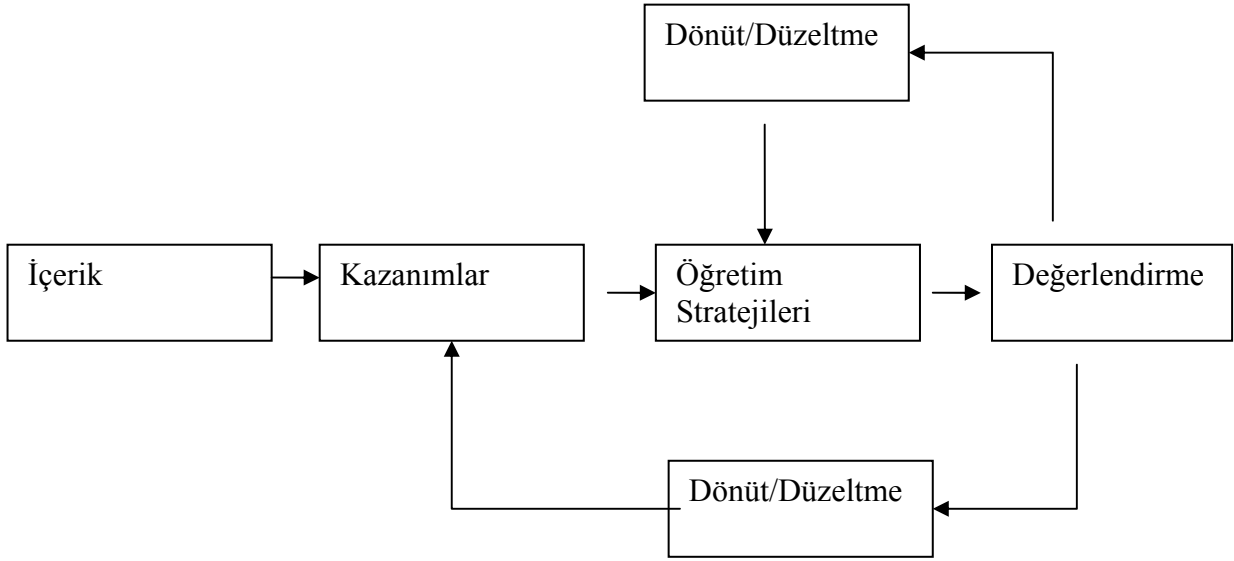 Dönüt/Düzeltme
İçerik
Kazanımlar
Öğretim
Stratejileri
Değerlendirme
Dönüt/Düzeltme